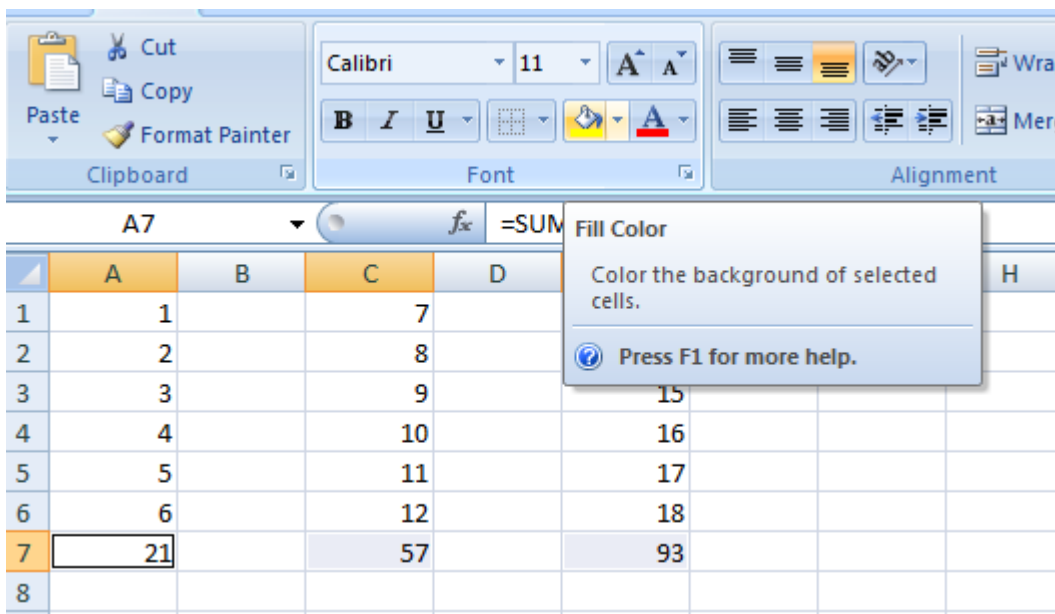 Cut
Copy
Paste
Format Painter
Clipboard
Calibri 11 A A
B I U A
Font
Wra
Mer
Alignment
A7 fx =SUM
Fill Color
Color the background of selected
cells.
Press F1 for more help.
A B C D H
1 1 7
2 2 8
3 3 9 15
4 4 10 16
5 5 11 17
6 6 12 18
7 21 57 93
8